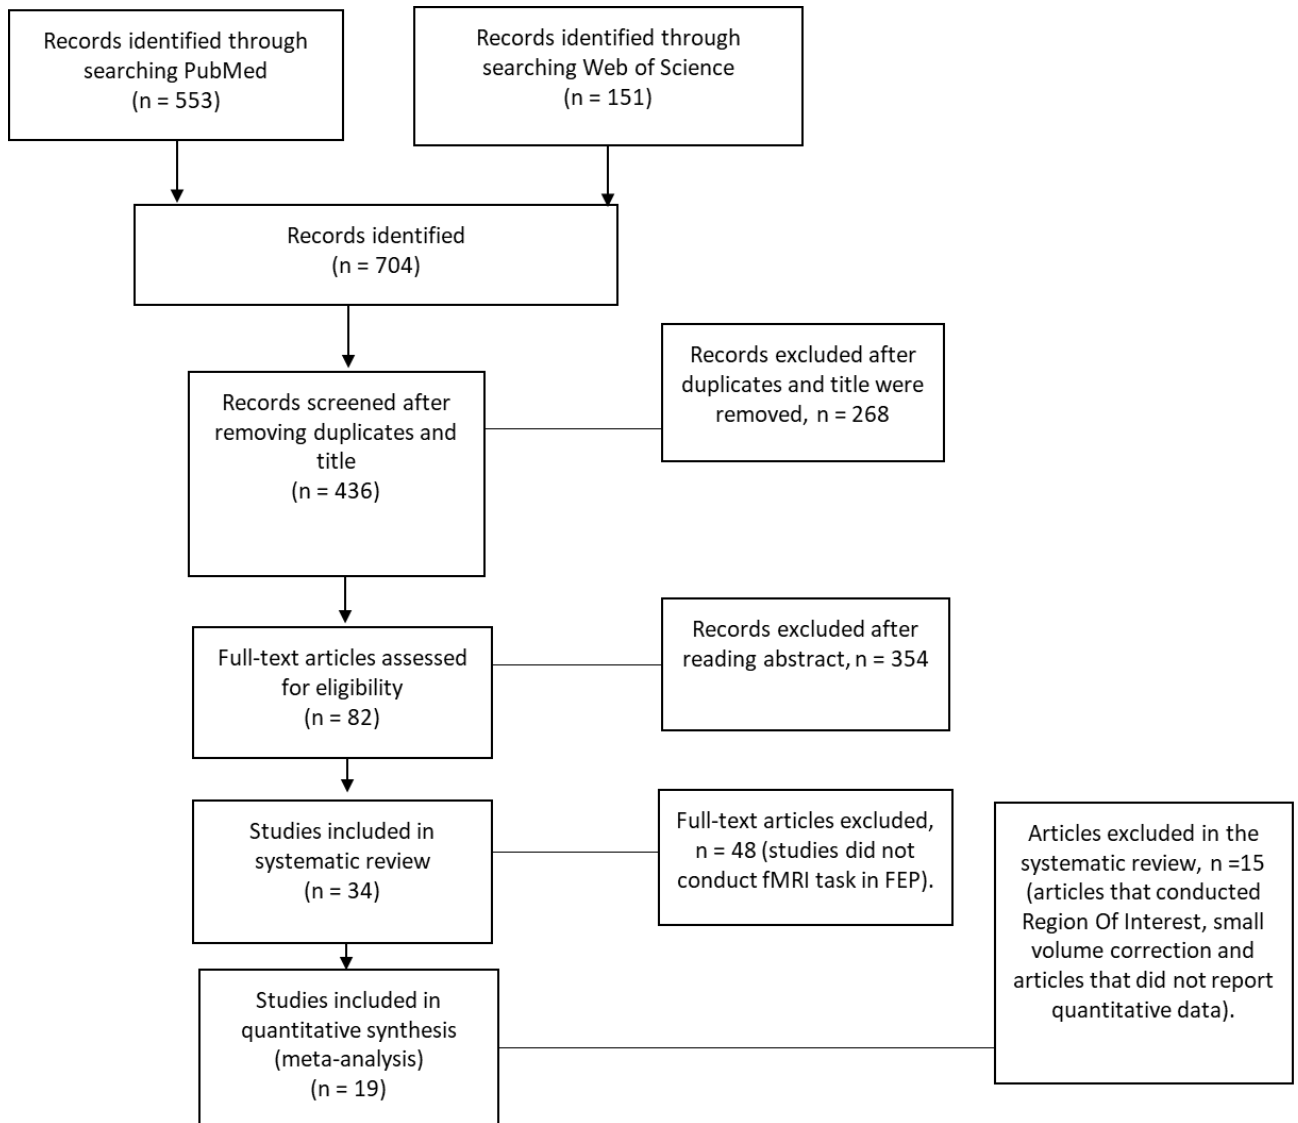 Records identified through
searching PubMed
(n = 553)
Records identified through
searching Web of Science
(n = 151)
Records identified
(n = 704)
Records screened after
removing duplicates and
title
(n = 436)
Records excluded after
duplicates and title were
removed, n = 268
Full-text articles assessed
for eligibility
(n = 82)
Records excluded after
reading abstract, n = 354
Studies included in
systematic review
(n = 34)
Full-text articles excluded,
n = 48 (studies did not
conduct fMRI task in FEP).
Articles excluded in the
systematic review, n =15
(articles that conducted
Region Of Interest, small
volume correction and
articles that did not report
quantitative data).
Studies included in
quantitative synthesis
(meta-analysis)
(n = 19)